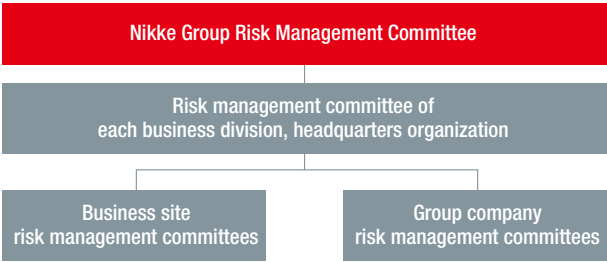 Nikke Group Risk Management Committee
Risk management committee of
each business division, headquarters organization
Business site
risk management committees
Group company
risk management committees